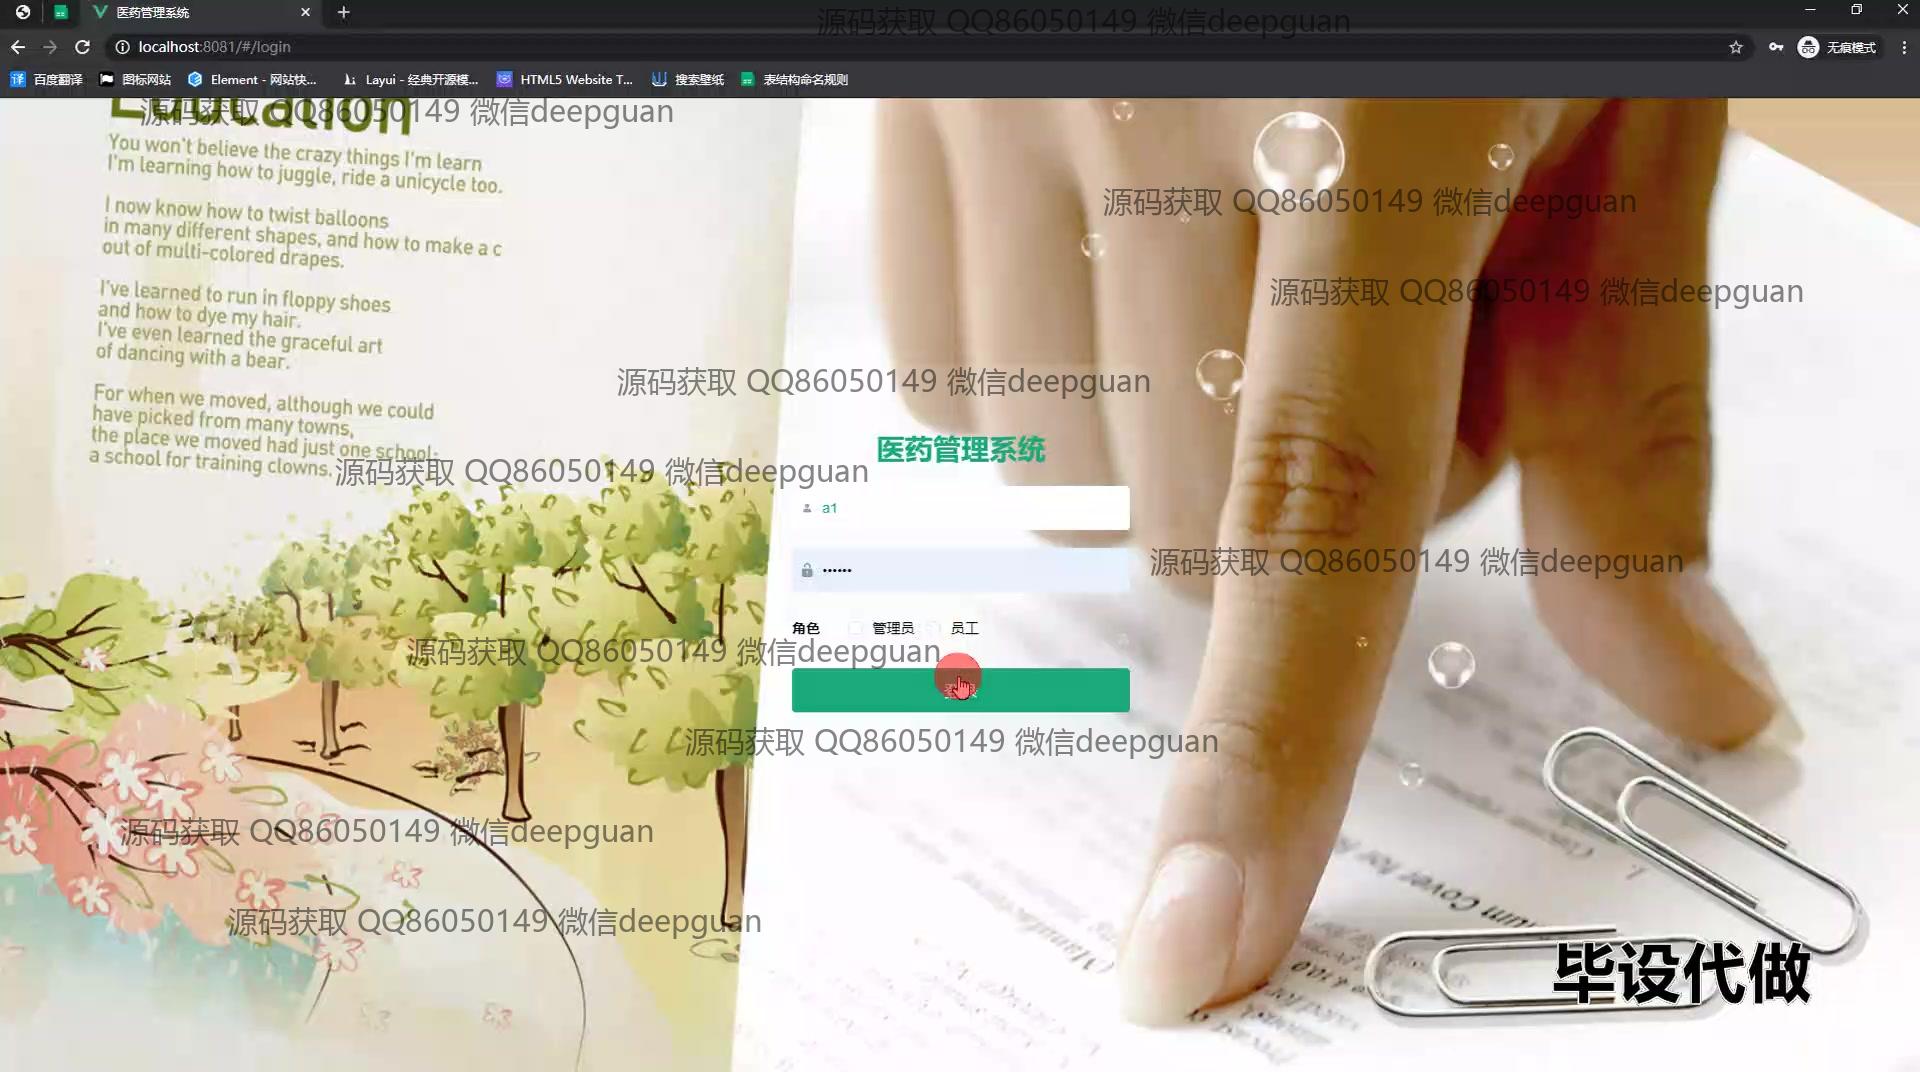 医药管理系统
源码获取 QQ86050149 微信deepguan
localhost:8081/#/login
无痕模式
百度翻译
图标网站
Element - 网站快...
Layui - 经典开源模...
HTML5 Website T...
搜索壁纸
表结构命名规则
源码获取 QQ86050149 微信deepguan
You won't believe the crazy things I'm learn
I'm learning how to juggle, ride a unicycle too.
I now know how to twist balloons
in many different shapes, and how to make a c
out of multi-colored drapes.
源码获取 QQ86050149 微信deepguan
I've learned to run in floppy shoes
and how to dye my hair.
I've even learned the graceful art
of dancing with a bear.
源码获取 QQ86050149 微信deepguan
源码获取 QQ86050149 微信deepguan
For when we moved, although we could
have picked from many towns,
the place we moved had just one school-
a school for training clowns.
源码获取 QQ86050149 微信deepguan
医药管理系统
a1
源码获取 QQ86050149 微信deepguan
角色 管理员 员工
源码获取 QQ86050149 微信deepguan
源码获取 QQ86050149 微信deepguan
源码获取 QQ86050149 微信deepguan
源码获取 QQ86050149 微信deepguan
毕设代做